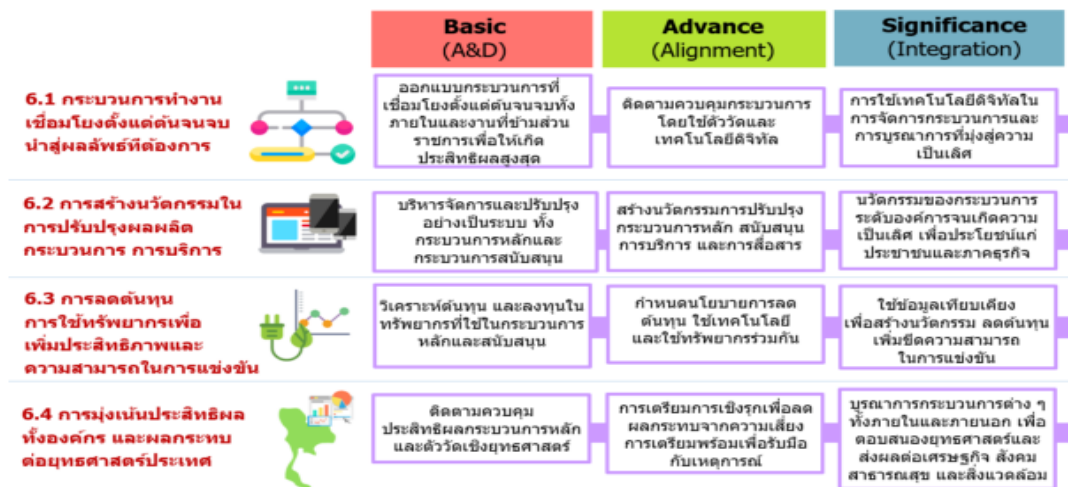 Basic
(A&D)
Advance
(Alignment)
Significance
(Integration)
6.1 กระบวนการทำงาน
เชื่อมโยงตั้งแต่ต้นจนจบ
นำสู่ผลลัพธ์ที่ต้องการ
ออกแบบกระบวนการที่
เชื่อมโยงตั้งแต่ต้นจนจบทั้ง
ภายในและงานที่ข้ามส่วน
ราชการเพื่อให้เกิด
ประสิทธิผลสูงสุด
ติดตามควบคุมกระบวนการ
โดยใช้ตัววัดและ
เทคโนโลยีดิจิทัล
การใช้เทคโนโลยีดิจิทัลใน
การจัดการกระบวนการและ
การบูรณาการที่มุ่งสู่ความ
เป็นเลิศ
6.2 การสร้างนวัตกรรมใน
การปรับปรุงผลผลิต
กระบวนการ การบริการ
บริหารจัดการและปรับปรุง
อย่างเป็นระบบ ทั้ง
กระบวนการหลักและ
กระบวนการสนับสนุน
สร้างนวัตกรรมการปรับปรุง
กระบวนการหลัก สนับสนุน
การบริการ และการสื่อสาร
นวัตกรรมของกระบวนการ
ระดับองค์การจนเกิดความ
เป็นเลิศ เพื่อประโยชน์แก่
ประชาชนและภาคธุรกิจ
6.3 การลดต้นทุน
การใช้ทรัพยากรเพื่อ
เพิ่มประสิทธิภาพและ
ความสามารถในการแข่งขัน
วิเคราะห์ต้นทุน และลงทุนใน
ทรัพยากรที่ใช้ในกระบวนการ
หลักและสนับสนุน
กำหนดนโยบายการลด
ต้นทุน ใช้เทคโนโลยี
และใช้ทรัพยากรร่วมกัน
ใช้ข้อมูลเทียบเคียง
เพื่อสร้างนวัตกรรม ลดต้นทุน
เพิ่มขีดความสามารถ
ในการแข่งขัน
6.4 การมุ่งเน้นประสิทธิผล
ทั้งองค์กร และผลกระทบ
ต่อยุทธศาสตร์ประเทศ
ติดตามควบคุม
ประสิทธิผลกระบวนการหลัก
และตัววัดเชิงยุทธศาสตร์
การเตรียมการเชิงรุกเพื่อลด
ผลกระทบจากความเสี่ยง
การเตรียมพร้อมเพื่อรับมือ
กับเหตุการณ์
บูรณาการกระบวนการต่าง ๆ
ทั้งภายในและภายนอก เพื่อ
ตอบสนองยุทธศาสตร์และ
ส่งผลต่อเศรษฐกิจ สังคม
สาธารณสุข และสิ่งแวดล้อม